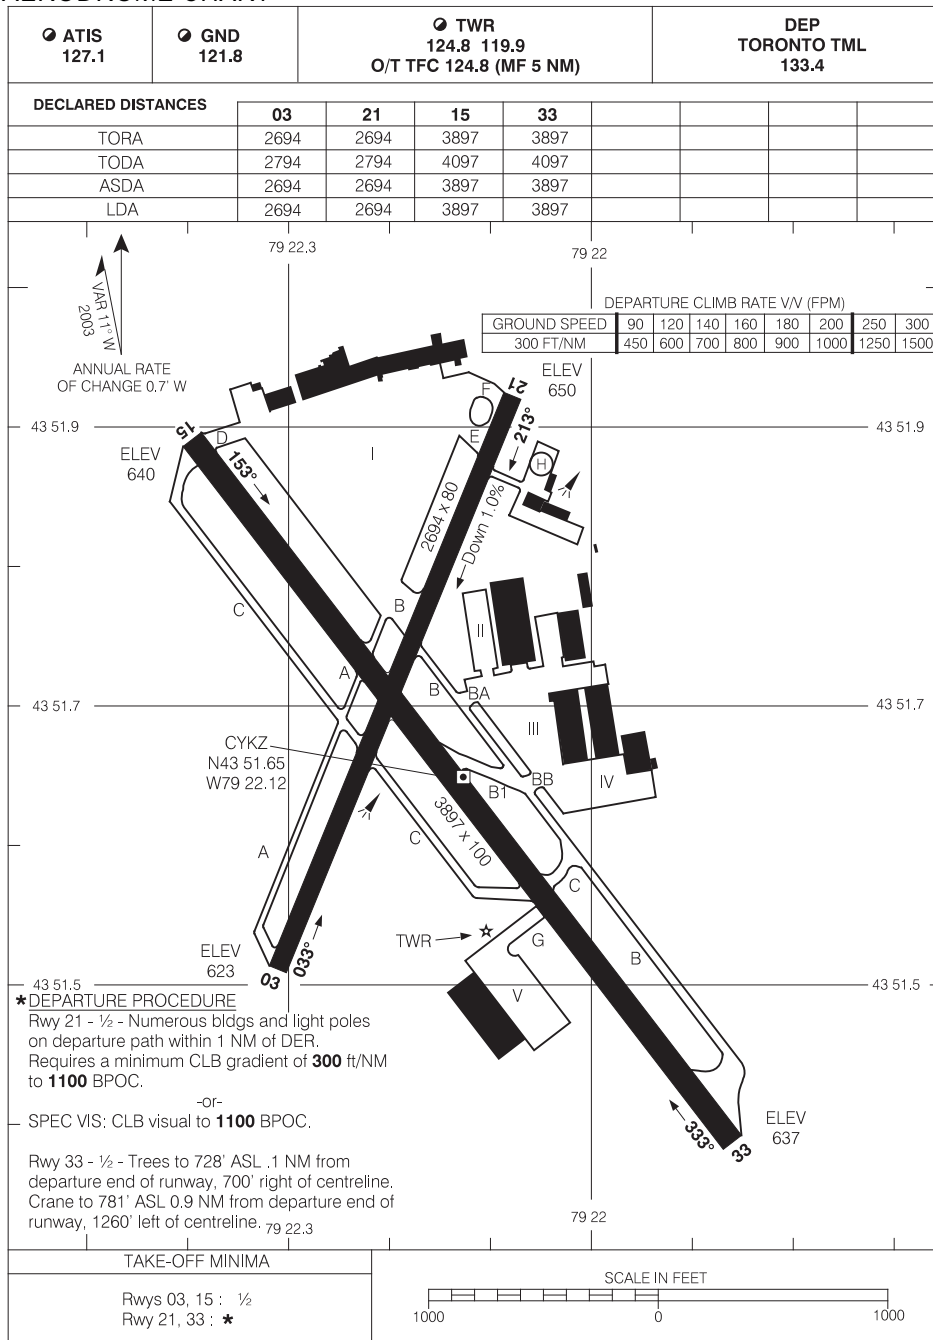 ATIS
127.1
GND
121.8
TWR
124.8 119.9
O/T TFC 124.8 (MF 5 NM)
DEP
TORONTO TML
133.4
DECLARED DISTANCES
03 21 15 33
TORA 2694 2694 3897 3897
TODA 2794 2794 4097 4097
ASDA 2694 2694 3897 3897
LDA 2694 2694 3897 3897
79 22.3
79 22
VAR 11° W
2003
ANNUAL RATE
OF CHANGE 0.7' W
DEPARTURE CLIMB RATE V/V (FPM)
GROUND SPEED 90 120 140 160 180 200 250 300
300 FT/NM 450 600 700 800 900 1000 1250 1500
ELEV
650
21
F
E
213°
43 51.9
43 51.9
15
D
ELEV
640
153°
I
H
2694 x 80
Down 1.0%
C
B
II
A
B
BA
43 51.7
43 51.7
III
CYKZ
N43 51.65
W79 22.12
BB
B1
IV
3897 x 100
C
A
C
TWR
G
B
V
ELEV
623
03
033°
43 51.5
43 51.5
* DEPARTURE PROCEDURE
Rwy 21 - ½ - Numerous bldgs and light poles
on departure path within 1 NM of DER.
Requires a minimum CLB gradient of 300 ft/NM
to 1100 BPOC.
-or-
SPEC VIS: CLB visual to 1100 BPOC.
Rwy 33 - ½ - Trees to 728' ASL .1 NM from
departure end of runway, 700' right of centreline.
Crane to 781' ASL 0.9 NM from departure end of
runway, 1260' left of centreline.
333°
33
ELEV
637
79 22.3
79 22
TAKE-OFF MINIMA
Rwys 03, 15 : ½
Rwy 21, 33 : *
SCALE IN FEET
1000 0 1000